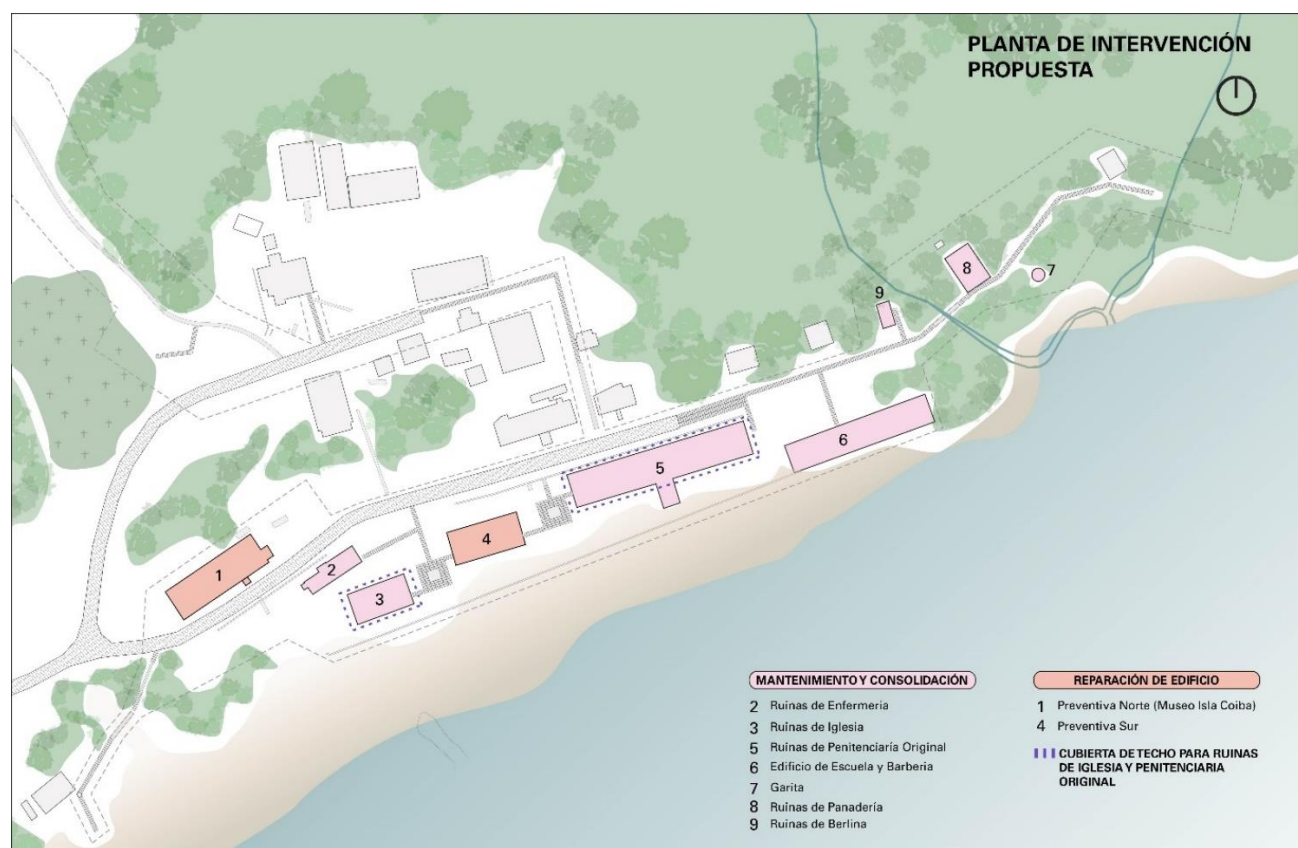 PLANTA DE INTERVENCIÓN
PROPUESTA
7
8
9
6
5
4
1
2
3
MANTENIMIENTO Y CONSOLIDACIÓN
2 Ruinas de Enfermería
3 Ruinas de Iglesia
5 Ruinas de Penitenciaría Original
6 Edificio de Escuela y Barberia
7 Garita
8 Ruinas de Panadería
9 Ruinas de Berlina
REPARACIÓN DE EDIFICIO
1 Preventiva Norte (Museo Isla Coiba)
4 Preventiva Sur
CUBIERTA DE TECHO PARA RUINAS
DE IGLESIA Y PENITENCIARIA
ORIGINAL